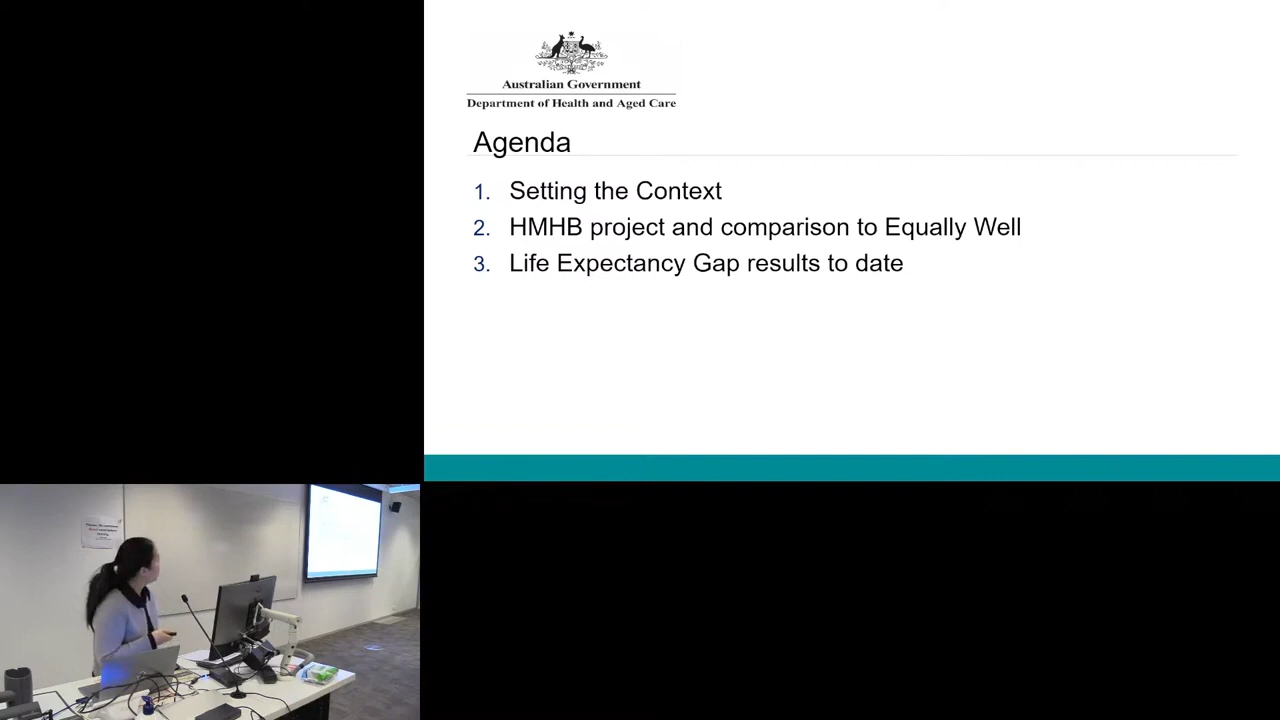 Australian Government
Department of Health and Aged Care
Agenda
1. Setting the Context
2. HMHB project and comparison to Equally Well
3. Life Expectancy Gap results to date